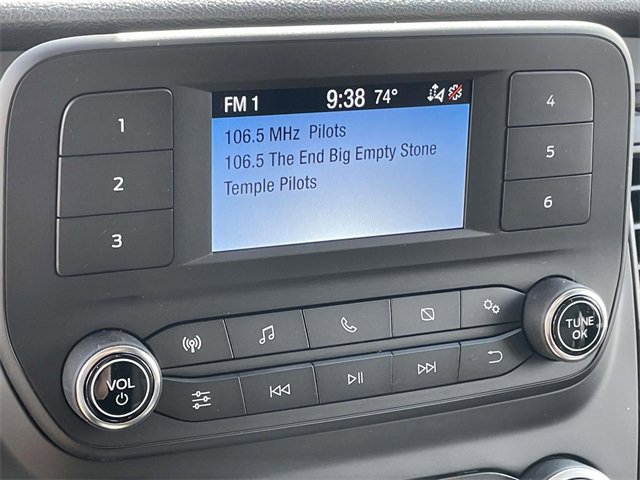 FM 1 9:38 74°
106.5 MHz Pilots
106.5 The End Big Empty Stone
Temple Pilots
1
2
3
4
5
6
VOL
TUNE
OK